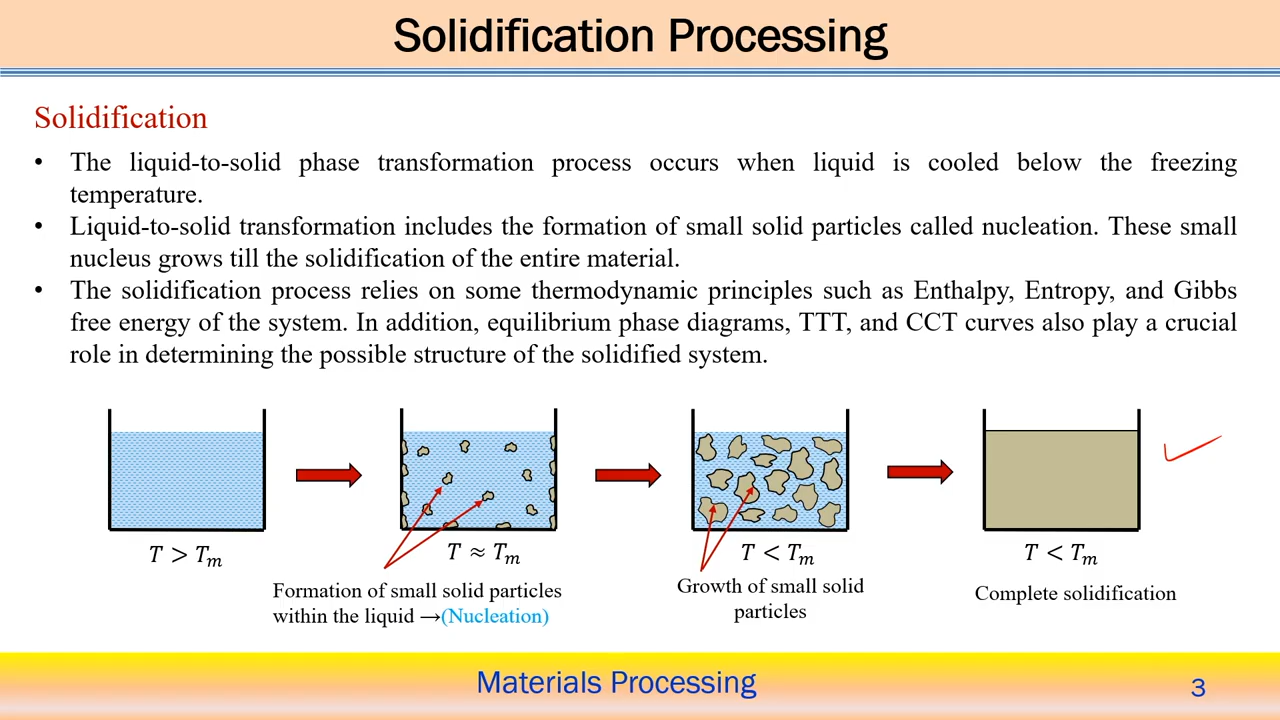 Solidification Processing
Solidification
• The liquid-to-solid phase transformation process occurs when liquid is cooled below the freezing
temperature.
• Liquid-to-solid transformation includes the formation of small solid particles called nucleation. These small
nucleus grows till the solidification of the entire material.
• The solidification process relies on some thermodynamic principles such as Enthalpy, Entropy, and Gibbs
free energy of the system. In addition, equilibrium phase diagrams, TTT, and CCT curves also play a crucial
role in determining the possible structure of the solidified system.
T > Tₘ
T ≈ Tₘ
T < Tₘ
T < Tₘ
Formation of small solid particles
within the liquid →(Nucleation)
Growth of small solid
particles
Complete solidification
Materials Processing
3